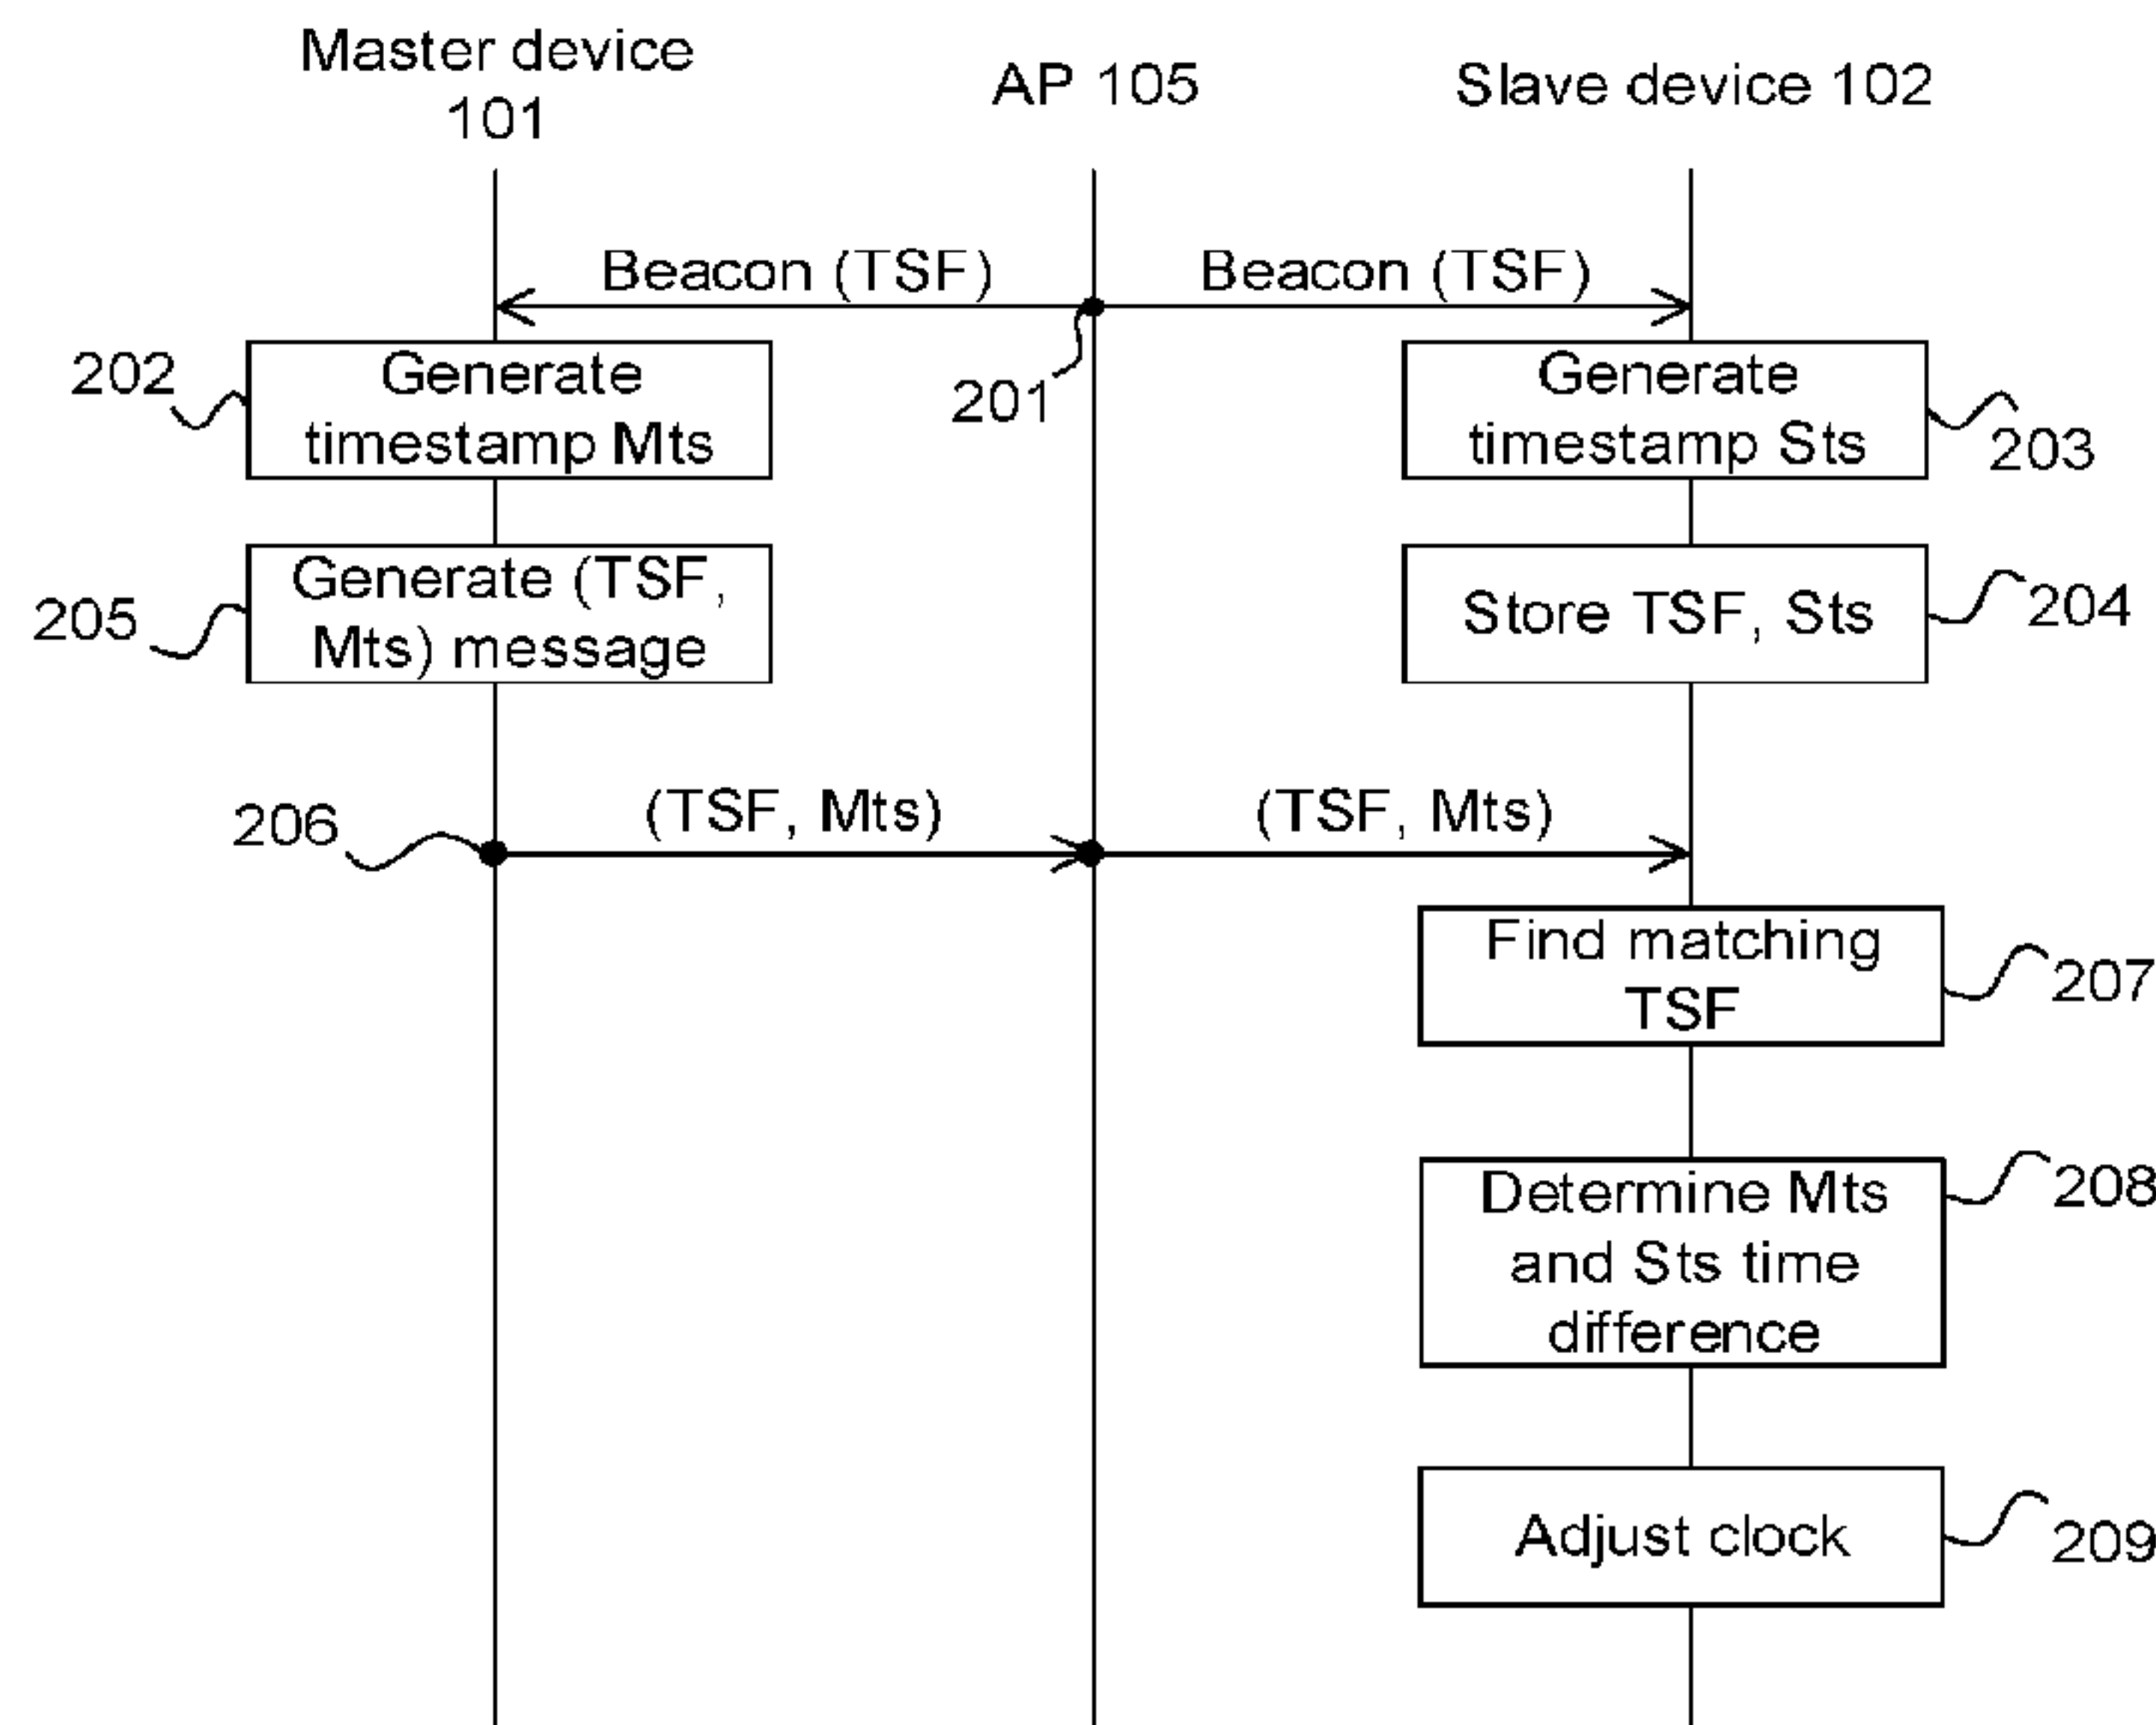 Master device
101
AP 105
Slave device 102
Beacon (TSF)
Beacon (TSF)
201
202
Generate
timestamp Mts
Generate
timestamp Sts
203
205
Generate (TSF,
Mts) message
Store TSF, Sts
204
206
(TSF, Mts)
(TSF, Mts)
Find matching
TSF
207
Determine Mts
and Sts time
difference
208
Adjust clock
209